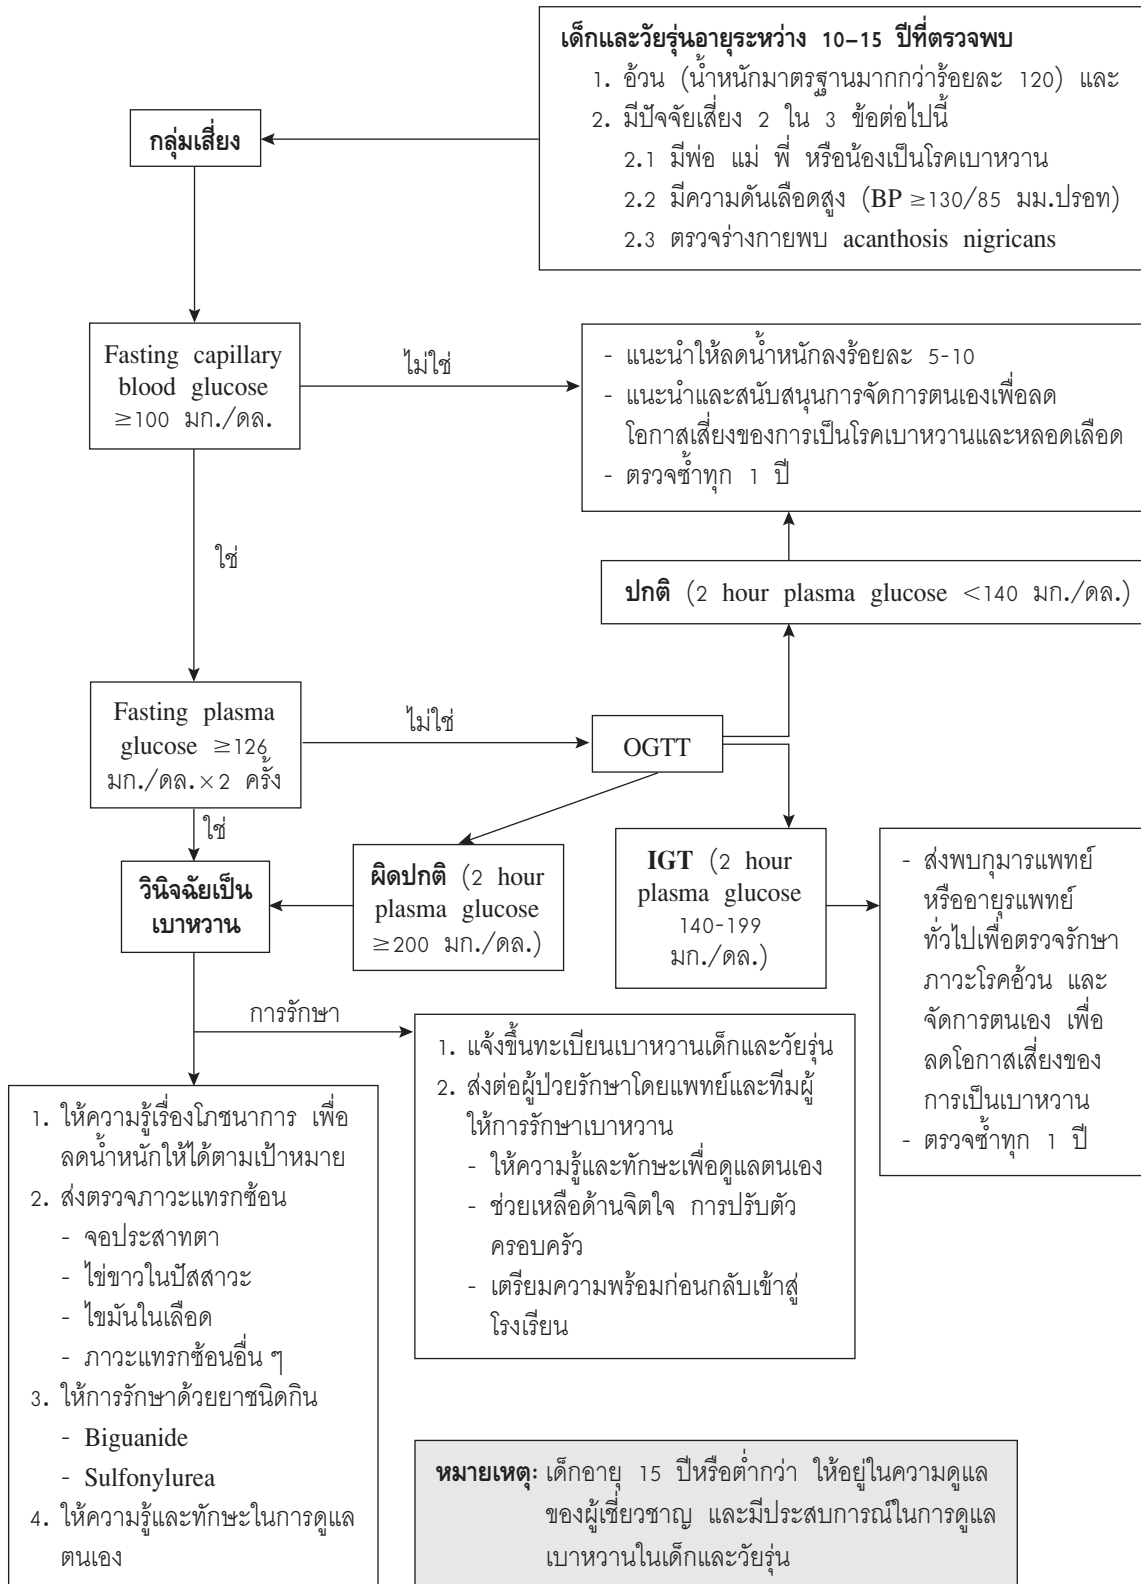 เด็กและวัยรุ่นอายุระหว่าง 10–15 ปีที่ตรวจพบ
1. อ้วน (น้ำหนักมาตรฐานมากกว่าร้อยละ 120) และ
2. มีปัจจัยเสี่ยง 2 ใน 3 ข้อต่อไปนี้
2.1 มีพ่อ แม่ พี่ หรือน้องเป็นโรคเบาหวาน
2.2 มีความดันเลือดสูง (BP ≥130/85 มม.ปรอท)
2.3 ตรวจร่างกายพบ acanthosis nigricans
กลุ่มเสี่ยง
Fasting capillary
blood glucose
≥100 มก./ดล.
ไม่ใช่
- แนะนำให้ลดน้ำหนักลงร้อยละ 5-10
- แนะนำและสนับสนุนการจัดการตนเองเพื่อลด
โอกาสเสี่ยงของการเป็นโรคเบาหวานและหลอดเลือด
- ตรวจซ้ำทุก 1 ปี
ใช่
ปกติ (2 hour plasma glucose <140 มก./ดล.)
Fasting plasma
glucose ≥126
มก./ดล.×2 ครั้ง
ไม่ใช่
OGTT
ใช่
วินิจฉัยเป็น
เบาหวาน
ผิดปกติ (2 hour
plasma glucose
≥200 มก./ดล.)
IGT (2 hour
plasma glucose
140-199
มก./ดล.)
- ส่งพบกุมารแพทย์
หรืออายุรแพทย์
ทั่วไปเพื่อตรวจรักษา
ภาวะโรคอ้วน และ
จัดการตนเอง เพื่อ
ลดโอกาสเสี่ยงของ
การเป็นเบาหวาน
- ตรวจซ้ำทุก 1 ปี
การรักษา
1. แจ้งขึ้นทะเบียนเบาหวานเด็กและวัยรุ่น
2. ส่งต่อผู้ป่วยรักษาโดยแพทย์และทีมผู้
ให้การรักษาเบาหวาน
- ให้ความรู้และทักษะเพื่อดูแลตนเอง
- ช่วยเหลือด้านจิตใจ การปรับตัว
ครอบครัว
- เตรียมความพร้อมก่อนกลับเข้าสู่
โรงเรียน
1. ให้ความรู้เรื่องโภชนาการ เพื่อ
ลดน้ำหนักให้ได้ตามเป้าหมาย
2. ส่งตรวจภาวะแทรกซ้อน
- จอประสาทตา
- ไข่ขาวในปัสสาวะ
- ไขมันในเลือด
- ภาวะแทรกซ้อนอื่น ๆ
3. ให้การรักษาด้วยยาชนิดกิน
- Biguanide
- Sulfonylurea
4. ให้ความรู้และทักษะในการดูแล
ตนเอง
หมายเหตุ: เด็กอายุ 15 ปีหรือต่ำกว่า ให้อยู่ในความดูแล
ของผู้เชี่ยวชาญ และมีประสบการณ์ในการดูแล
เบาหวานในเด็กและวัยรุ่น